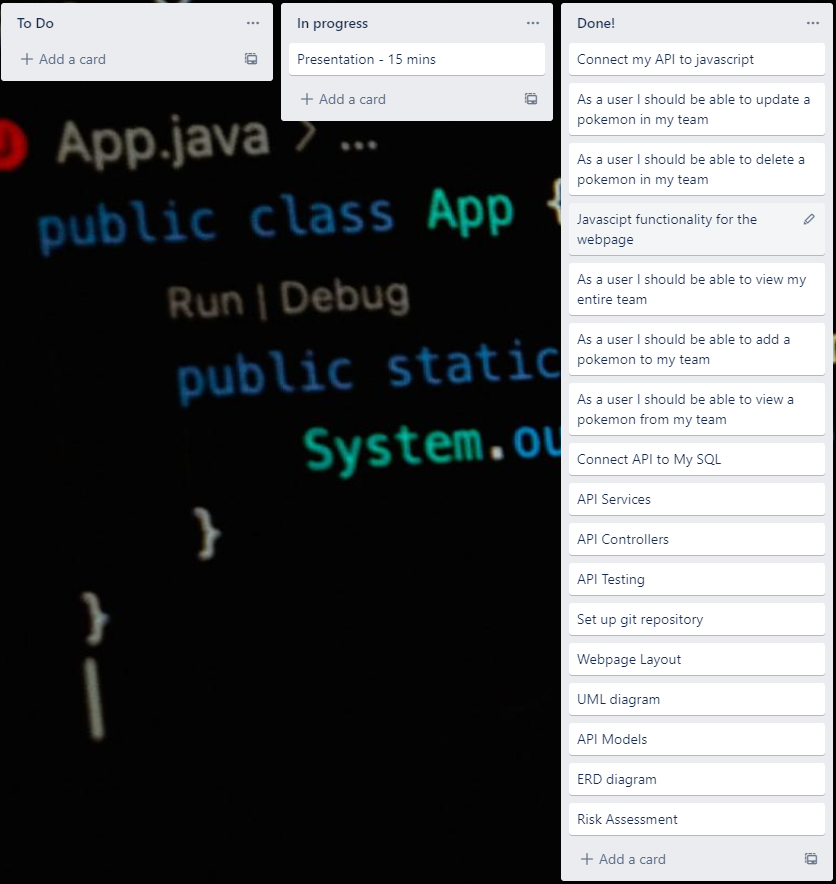 To Do
Add a card
In progress
Presentation - 15 mins
Add a card
Done!
Connect my API to javascript
As a user I should be able to update a
pokemon in my team
As a user I should be able to delete a
pokemon in my team
Javascipt functionality for the
webpage
As a user I should be able to view my
entire team
As a user I should be able to add a
pokemon to my team
As a user I should be able to view a
pokemon from my team
Connect API to My SQL
API Services
API Controllers
API Testing
Set up git repository
Webpage Layout
UML diagram
API Models
ERD diagram
Risk Assessment
Add a card
App.java > ...
public class App {
Run | Debug
public static
System.ou
}
}